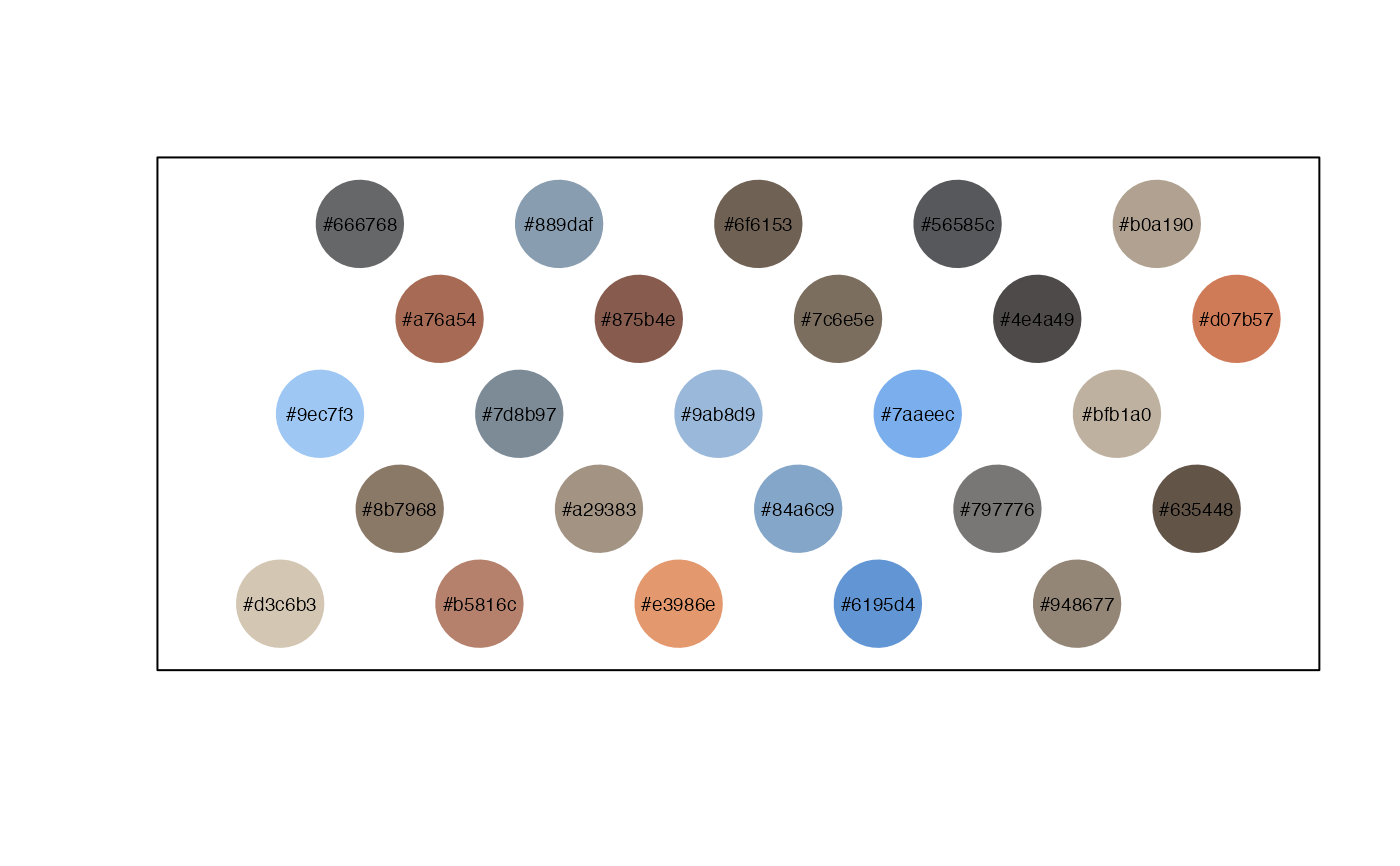 #666768 #889daf #6f6153 #56585c #b0a190
#a76a54 #875b4e #7c6e5e #4e4a49 #d07b57
#9ec7f3 #7d8b97 #9ab8d9 #7aaeec #bfb1a0
#8b7968 #a29383 #84a6c9 #797776 #635448
#d3c6b3 #b5816c #e3986e #6195d4 #948677